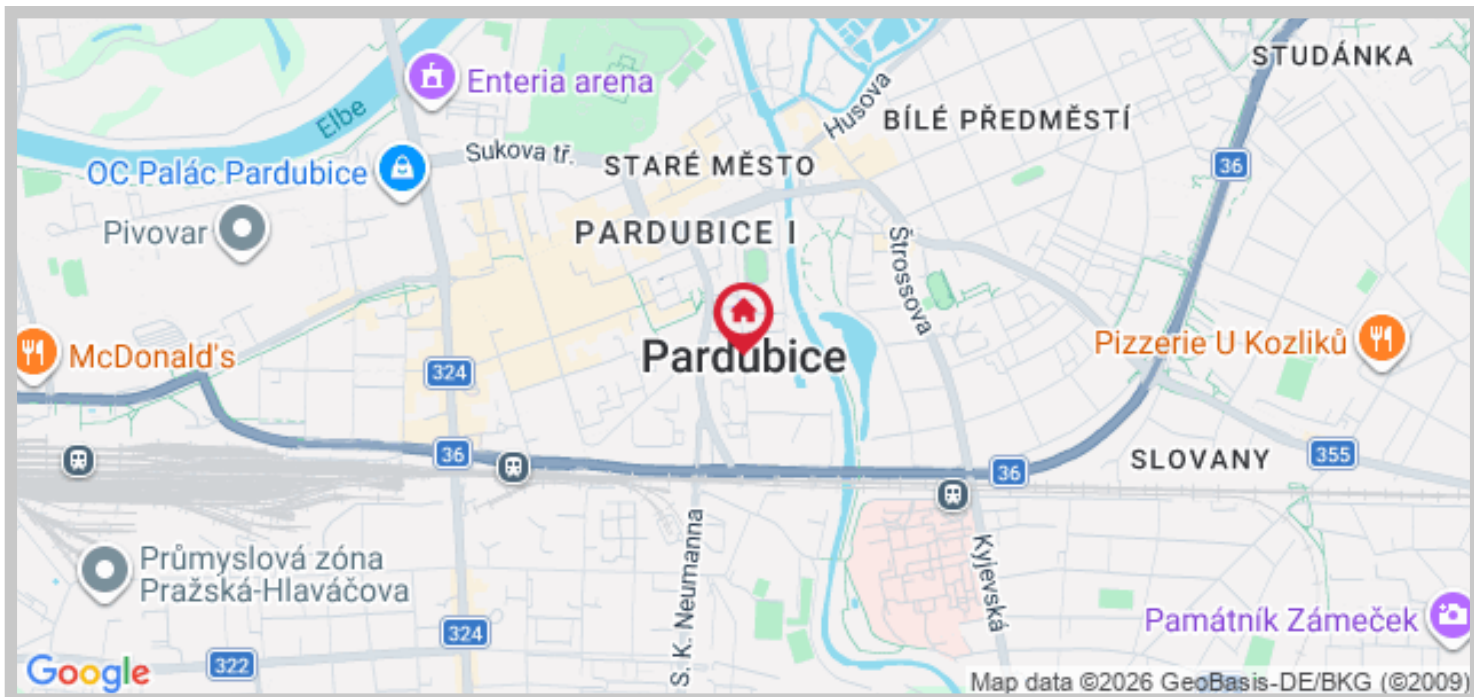 STUDÁNKA
Enteria arena
Elbe
Husova
BÍLÉ PŘEDMĚSTÍ
Sukova tř.
STARÉ MĚSTO
36
OC Palác Pardubice
Pivovar
PARDUBICE I
Štrossova
McDonald's
Pardubice
Pizzerie U Kozlíků
324
36
36
SLOVANY
355
Průmyslová zóna
Pražská-Hlaváčova
S. K. Neumanna
Kyjevská
324
Památník Zámeček
322
Google
Map data ©2026 GeoBasis-DE/BKG (©2009)